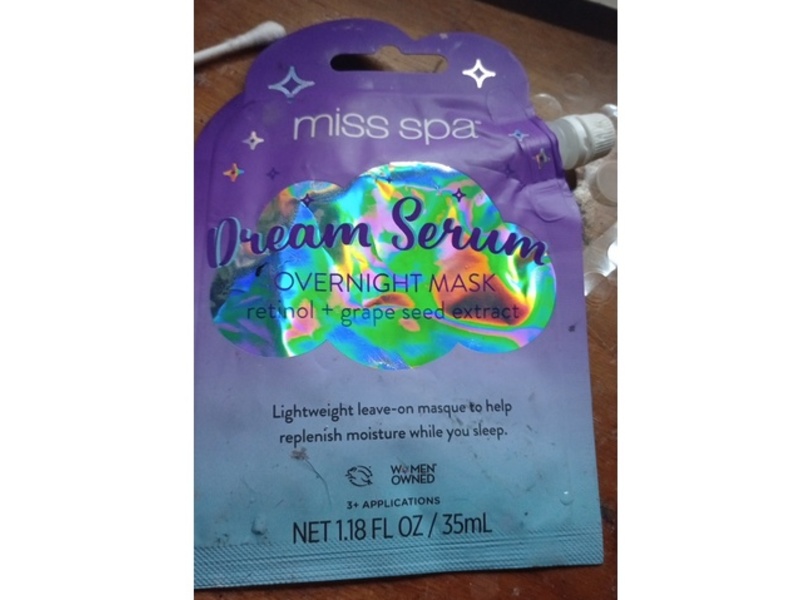 miss spa™
Dream Serum
OVERNIGHT MASK
retinol + grape seed extract
Lightweight leave-on masque to help
replenish moisture while you sleep.
WOMEN
OWNED
3+ APPLICATIONS
NET 1.18 FL OZ / 35mL